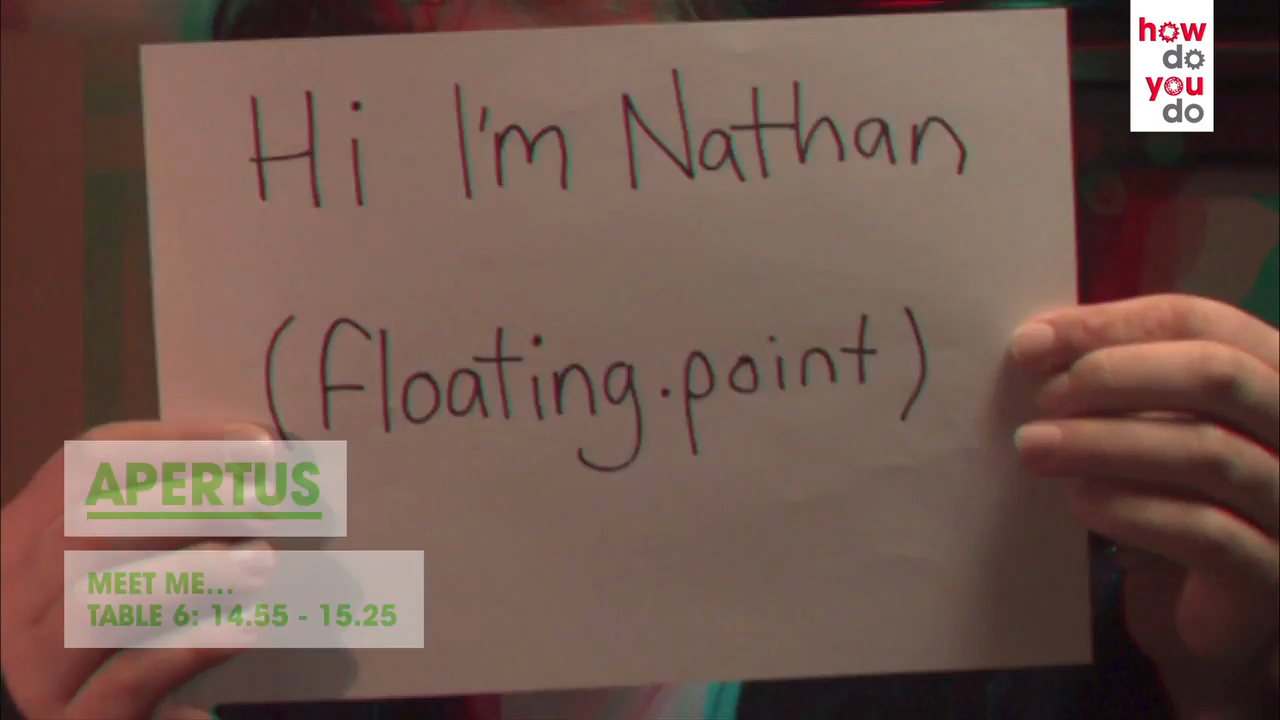 how
do
you
do
Hi I'm Nathan
(floating.point)
APERTUS
MEET ME...
TABLE 6: 14.55 - 15.25